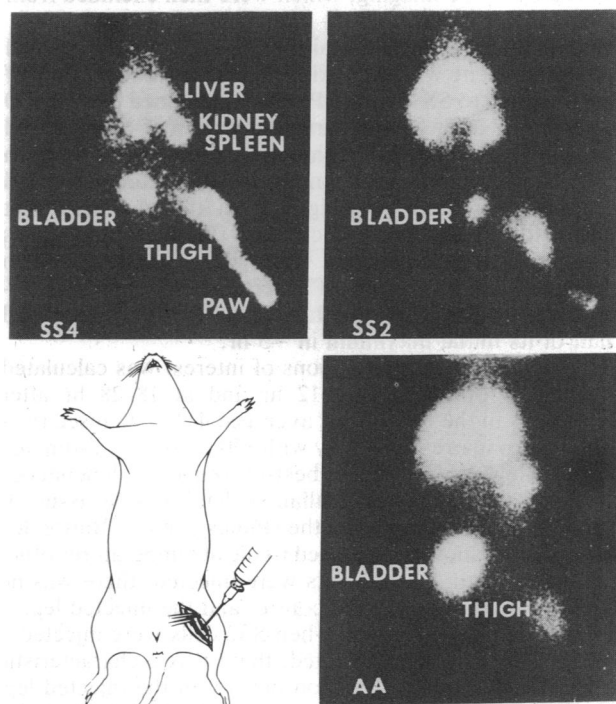 LIVER
KIDNEY
SPLEEN
BLADDER
THIGH
PAW
SS4
BLADDER
SS2
BLADDER
THIGH
AA